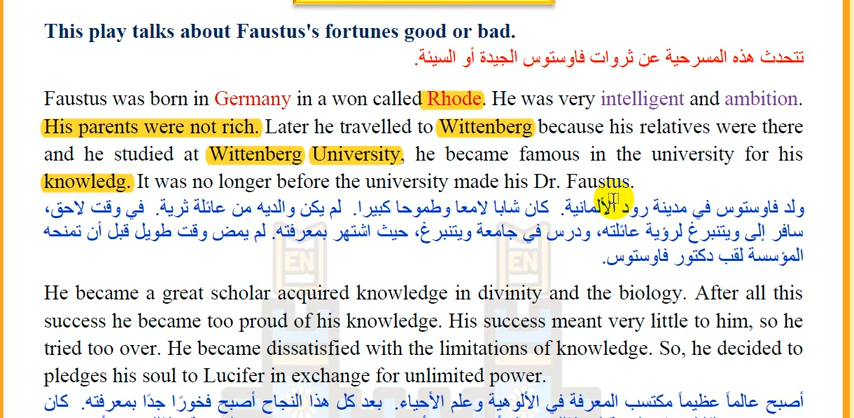 This play talks about Faustus's fortunes good or bad.
تتحدث هذه المسرحية عن ثروات فاوستوس الجيدة أو السيئة.
Faustus was born in Germany in a won called Rhode. He was very intelligent and ambition.
His parents were not rich. Later he travelled to Wittenberg because his relatives were there
and he studied at Wittenberg University, he became famous in the university for his
knowledg. It was no longer before the university made his Dr. Faustus.
ولد فاوستوس في مدينة رود الألمانية. كان شابا لامعا وطموحا كبيرا. لم يكن والديه من عائلة ثرية. في وقت لاحق،
سافر إلى ويتنبرغ لرؤية عائلته، ودرس في جامعة ويتنبرغ، حيث اشتهر بمعرفته. لم يمض وقت طويل قبل أن تمنحه
المؤسسة لقب دكتور فاوستوس.
EN EN
He became a great scholar acquired knowledge in divinity and the biology. After all this
success he became too proud of his knowledge. His success meant very little to him, so he
tried too over. He became dissatisfied with the limitations of knowledge. So, he decided to
pledges his soul to Lucifer in exchange for unlimited power.
أصبح عالماً عظيماً مكتسب المعرفة في الألوهية وعلم الأحياء. بعد كل هذا النجاح أصبح فخورًا جدًا بمعرفته. كان